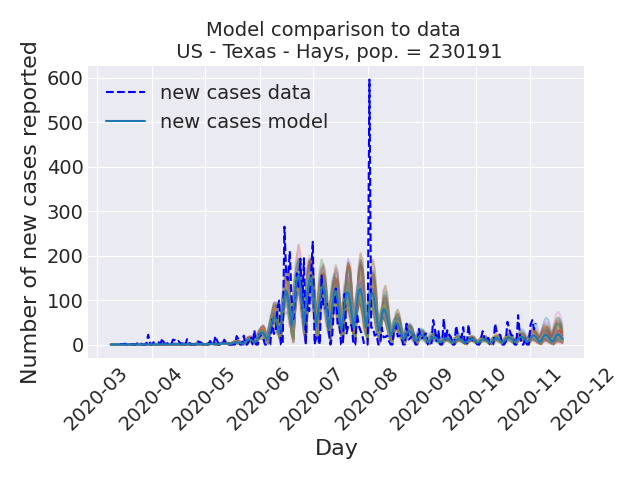 Model comparison to data
US - Texas - Hays, pop. = 230191
Number of new cases reported
600
500
400
300
200
100
0
new cases data
new cases model
2020-03
2020-04
2020-05
2020-06
2020-07
2020-08
2020-09
2020-10
2020-11
2020-12
Day